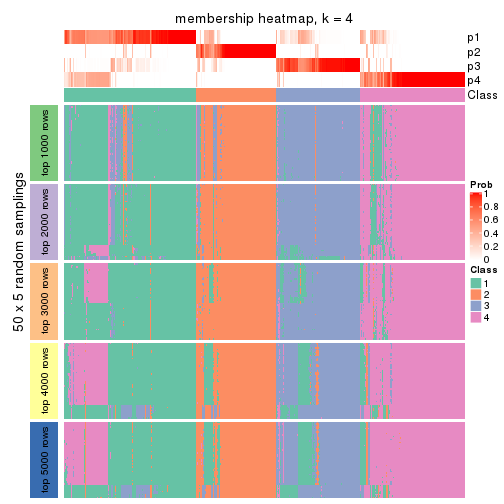 membership heatmap, k = 4
p1
p2
p3
p4
Class
50 x 5 random samplings
top 1000 rows
top 2000 rows
top 3000 rows
top 4000 rows
top 5000 rows
Prob
1
0.8
0.6
0.4
0.2
0
Class
1
2
3
4